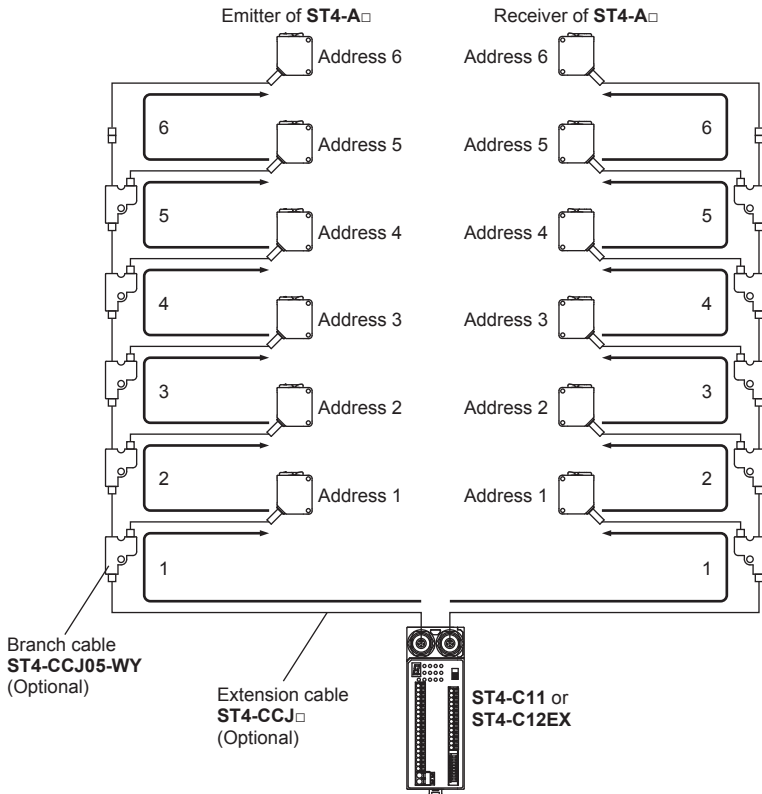 Emitter of ST4-A□
Receiver of ST4-A□
Address 6
Address 6
6
6
Address 5
Address 5
5
5
Address 4
Address 4
4
4
Address 3
Address 3
3
3
Address 2
Address 2
2
2
Address 1
Address 1
1
1
Branch cable
ST4-CCJ05-WY
(Optional)
Extension cable
ST4-CCJ□
(Optional)
ST4-C11 or
ST4-C12EX